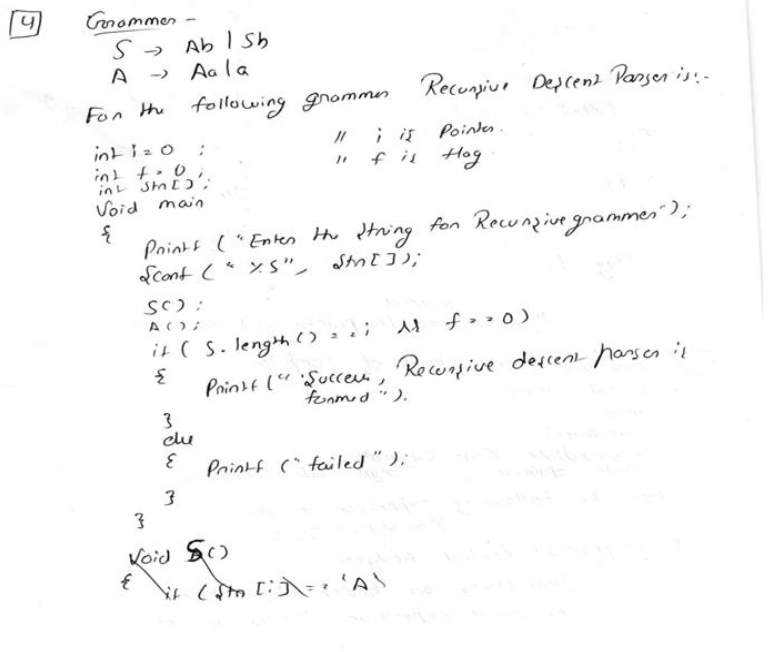 4 Grammer -
S → Ab | Sb
A → Aa | a
For the following grammer Recursive Descent Parser is:-
int i = 0 ; // i is Pointer.
int f = 0 ; // f is flag
int Str[];
Void main
{
Printf ("Enter the String for Recursive grammer");
Scanf ("%S", Str[]);
S();
A();
if ( S.length() == i && f == 0)
{
Printf (" Success, Recursive descent parser is
formed ");
}
else
{ Printf ("failed");
}
}
Void S()
{ if (Str [i] == 'A'